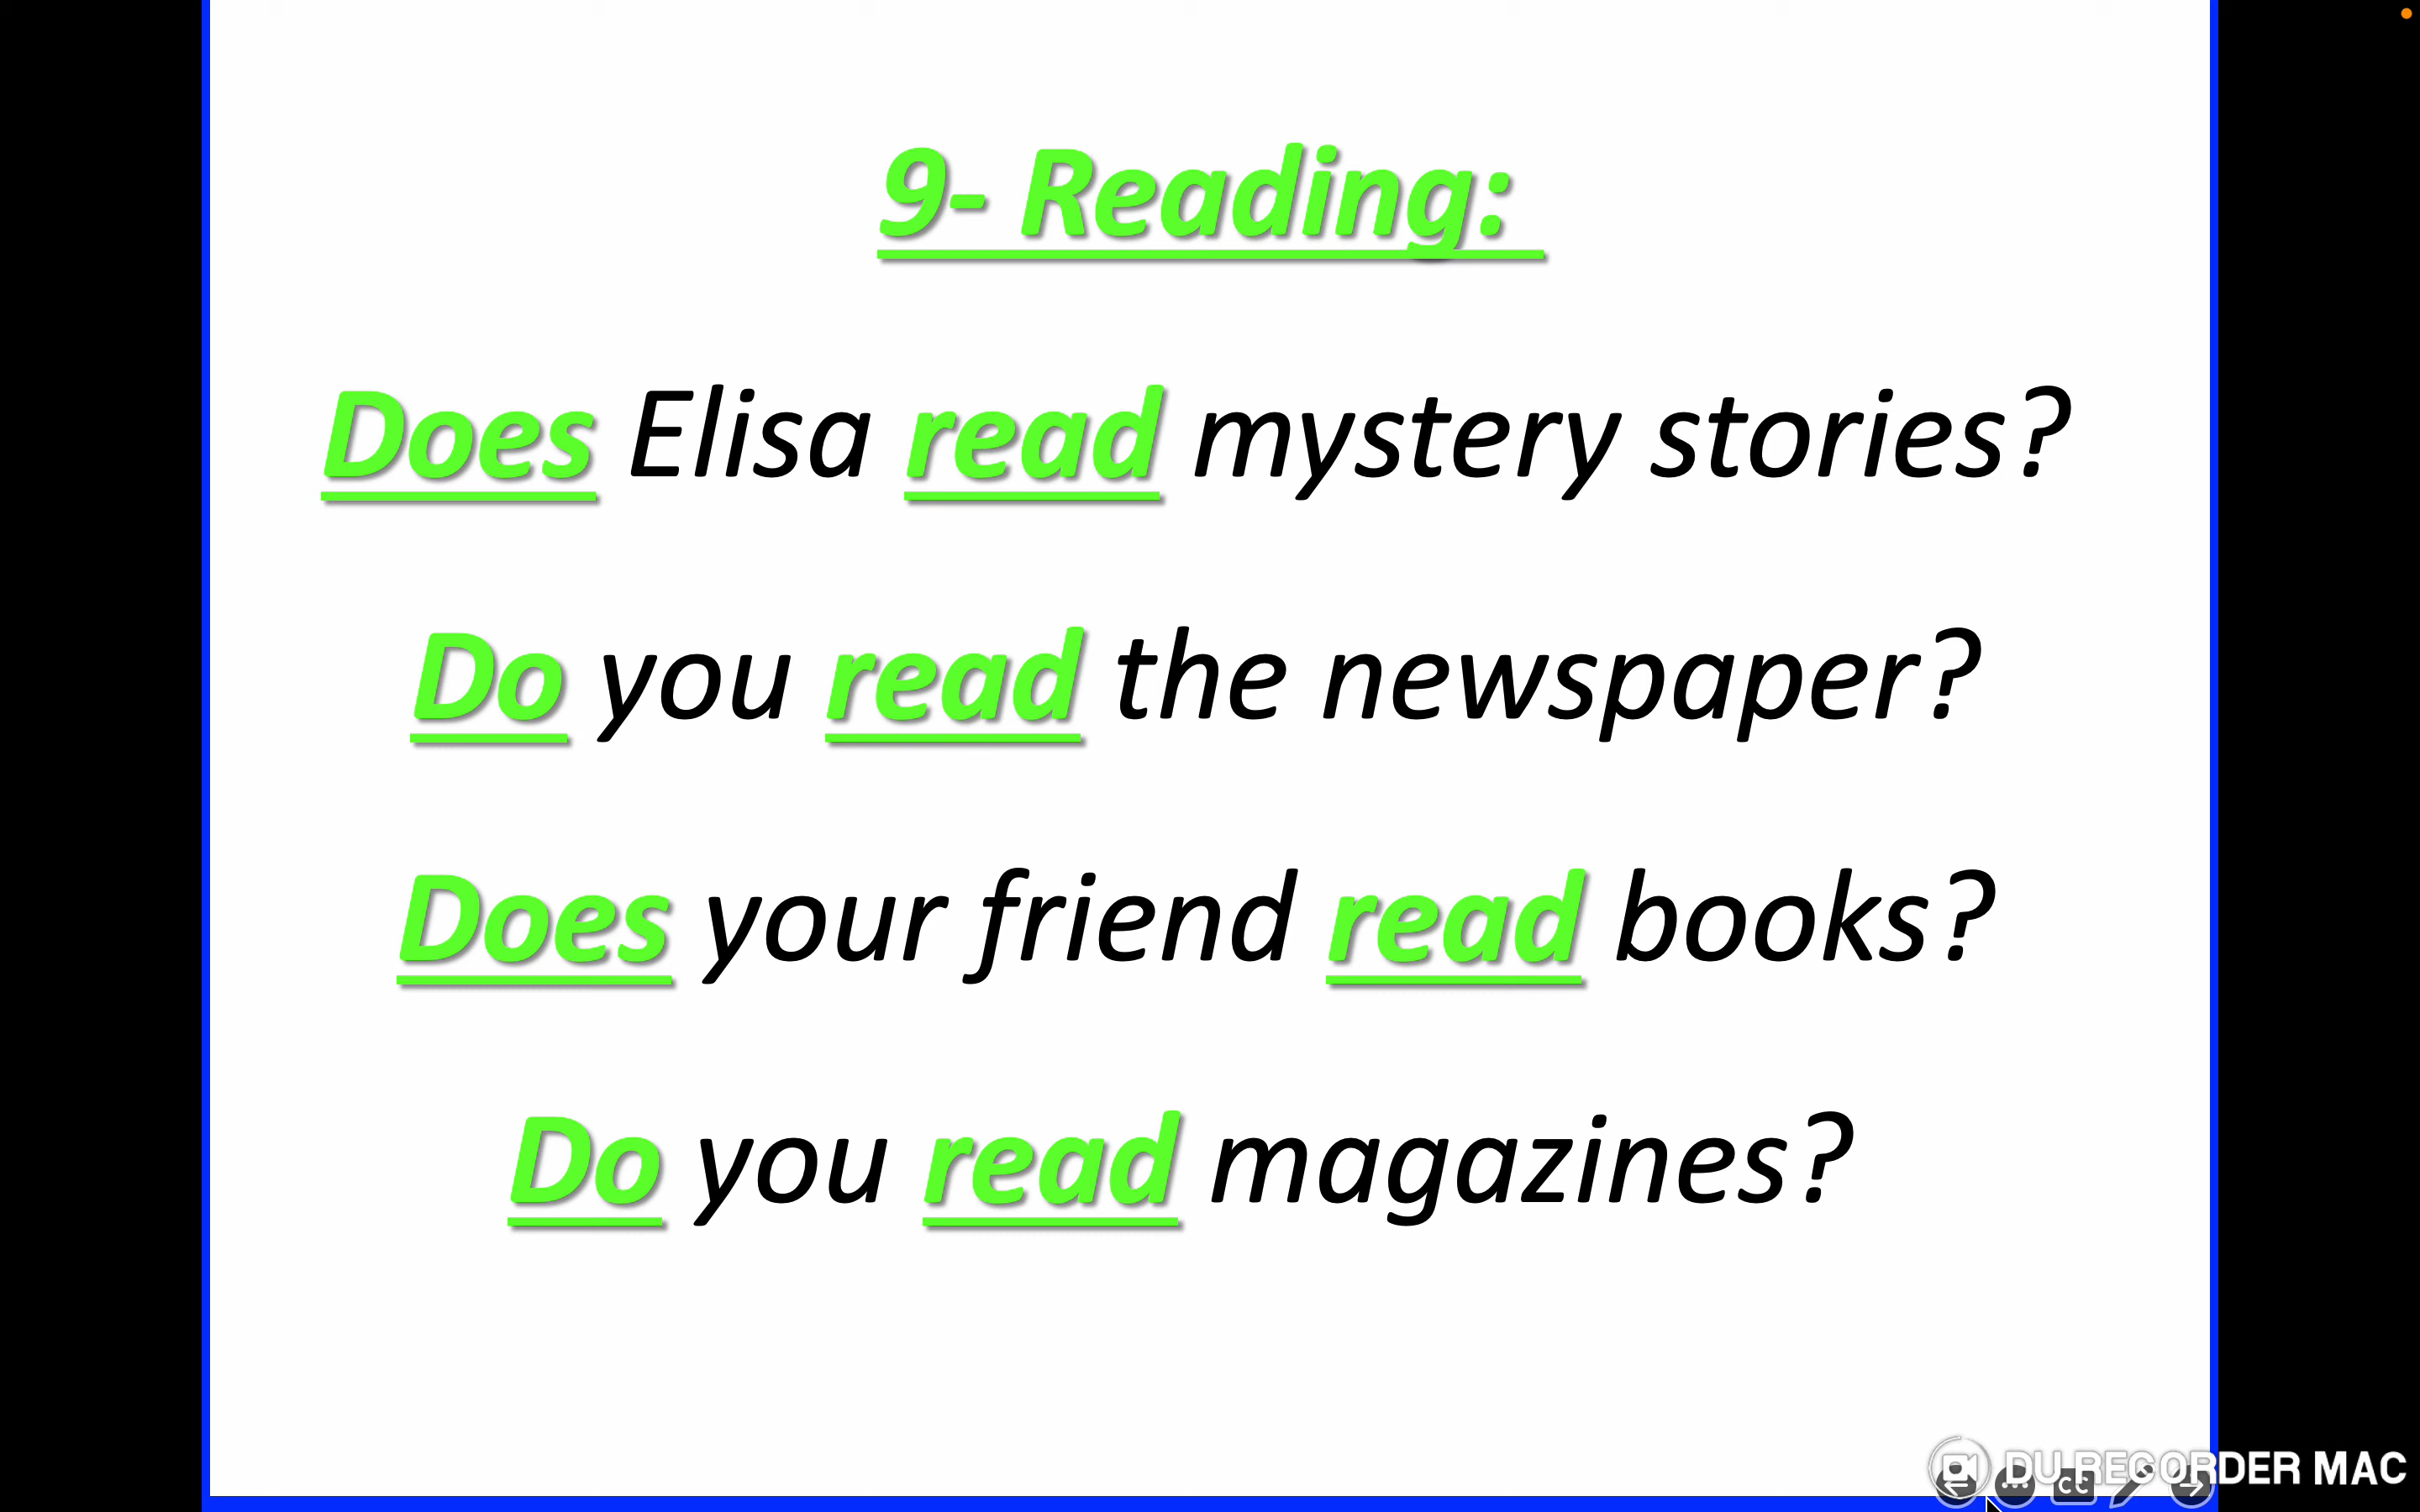 9- Reading:
Does Elisa read mystery stories?
Do you read the newspaper?
Does your friend read books?
Do you read magazines?
DU RECORDER MAC
CC